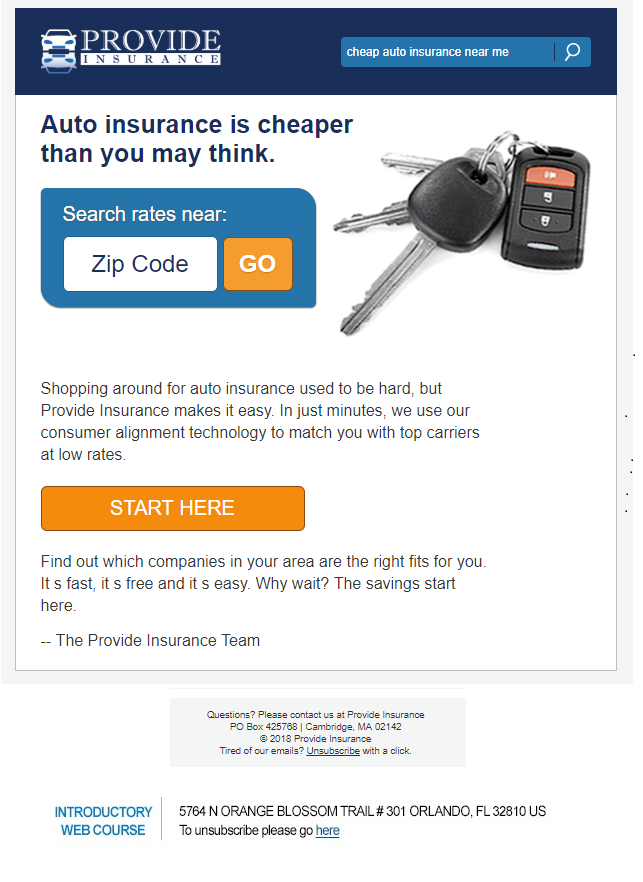 PROVIDE
INSURANCE
cheap auto insurance near me
Auto insurance is cheaper
than you may think.
Search rates near:
Zip Code GO
Shopping around for auto insurance used to be hard, but
Provide Insurance makes it easy. In just minutes, we use our
consumer alignment technology to match you with top carriers
at low rates.
START HERE
Find out which companies in your area are the right fits for you.
It s fast, it s free and it s easy. Why wait? The savings start
here.
-- The Provide Insurance Team
Questions? Please contact us at Provide Insurance
PO Box 425768 | Cambridge, MA 02142
© 2018 Provide Insurance
Tired of our emails? Unsubscribe with a click.
INTRODUCTORY
WEB COURSE
5764 N ORANGE BLOSSOM TRAIL # 301 ORLANDO, FL 32810 US
To unsubscribe please go here